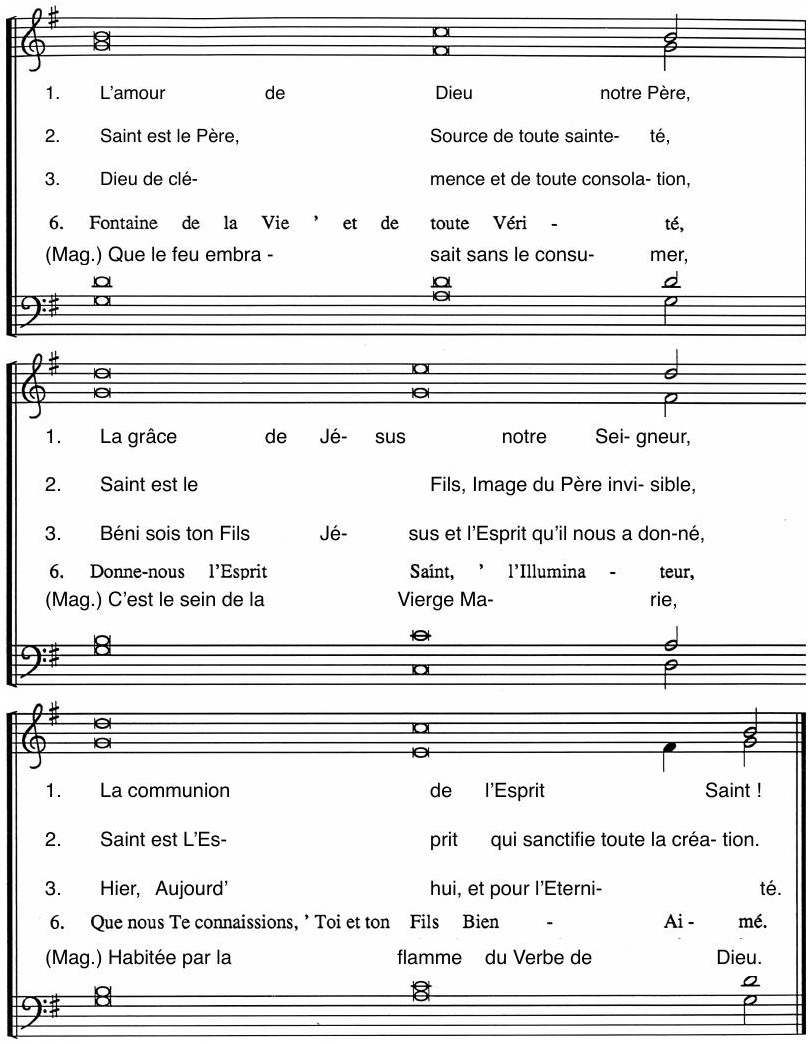 1. L'amour de Dieu notre Père,
2. Saint est le Père, Source de toute sainte- té,
3. Dieu de clé- mence et de toute consola- tion,
6. Fontaine de la Vie ' et de toute Véri - té,
(Mag.) Que le feu embra - sait sans le consu- mer,
1. La grâce de Jé- sus notre Sei- gneur,
2. Saint est le Fils, Image du Père invi- sible,
3. Béni sois ton Fils Jé- sus et l'Esprit qu'il nous a don-né,
6. Donne-nous l'Esprit Saint, ' l'Illumina - teur,
(Mag.) C'est le sein de la Vierge Ma- rie,
1. La communion de l'Esprit Saint !
2. Saint est L'Es- prit qui sanctifie toute la créa- tion.
3. Hier, Aujourd' hui, et pour l'Eterni- té.
6. Que nous Te connaissions, ' Toi et ton Fils Bien - Ai - mé.
(Mag.) Habitée par la flamme du Verbe de Dieu.